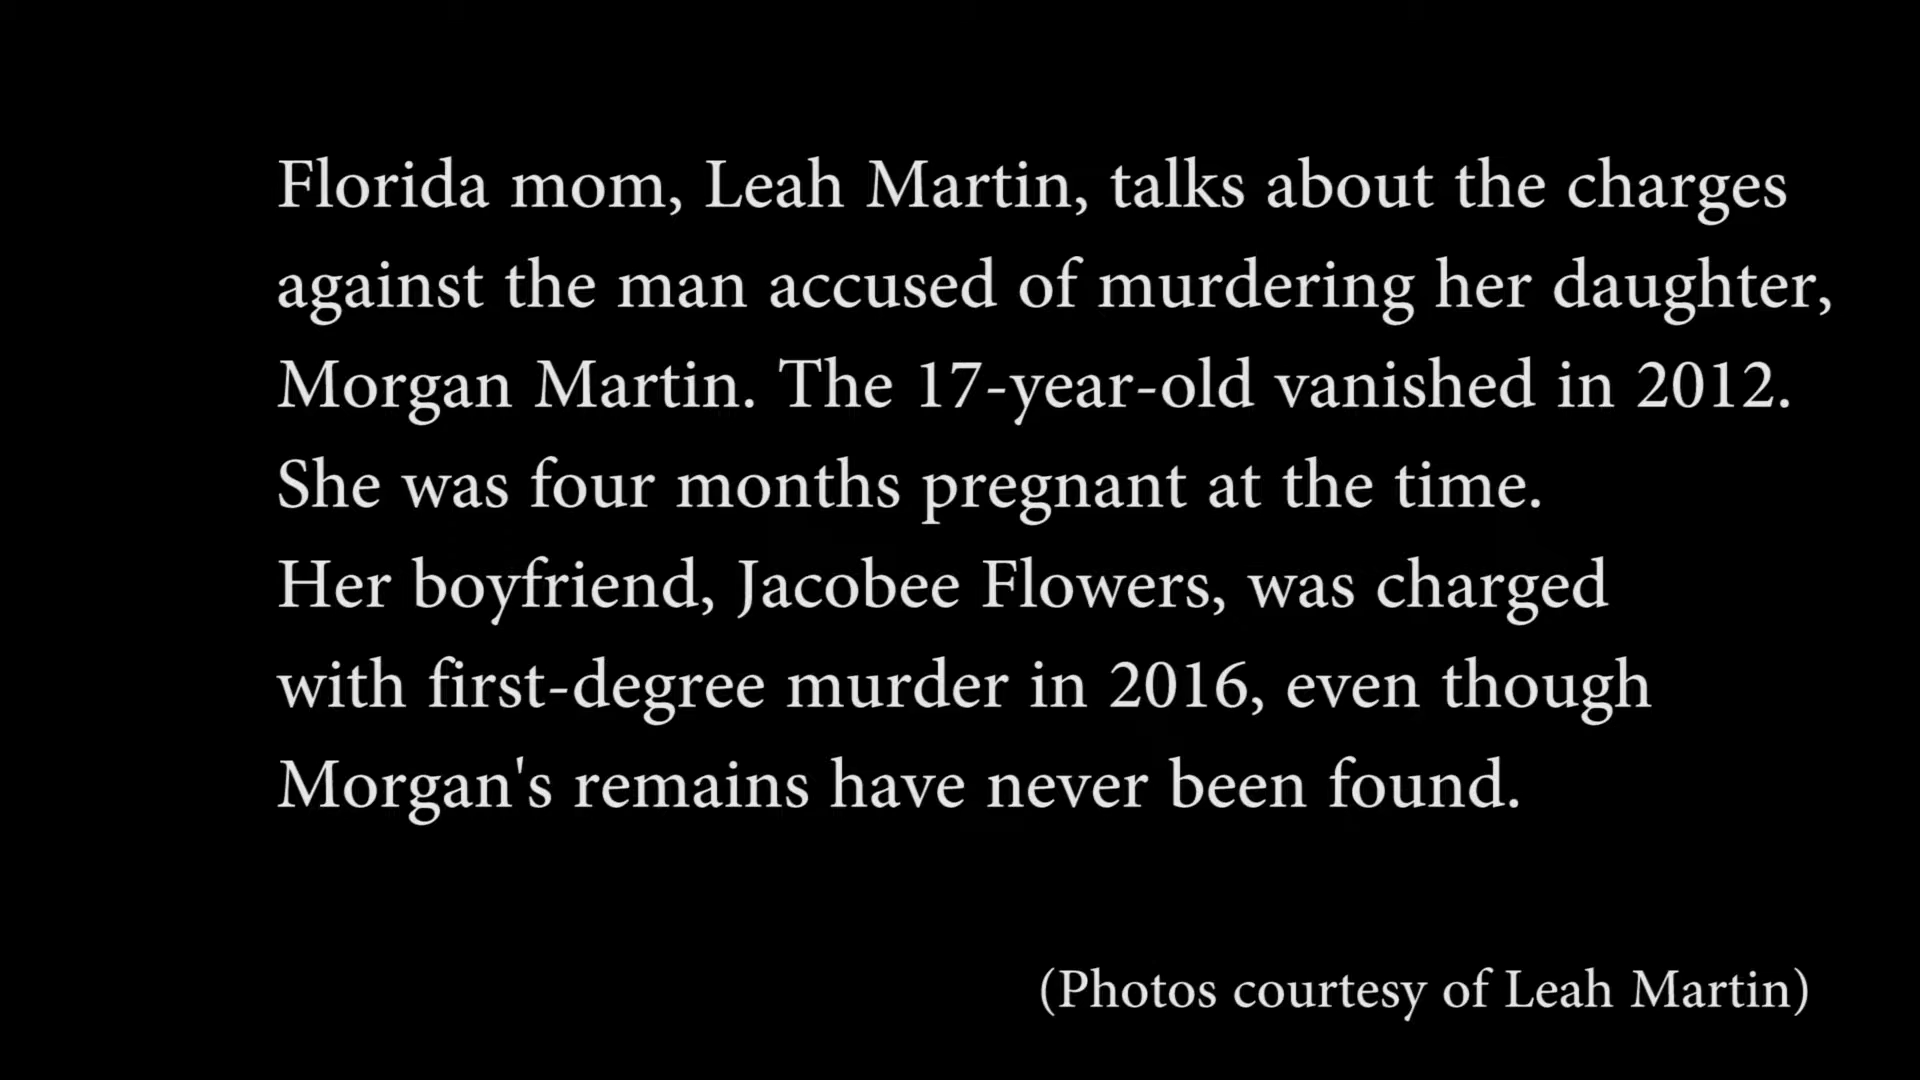 Florida mom, Leah Martin, talks about the charges
against the man accused of murdering her daughter,
Morgan Martin. The 17-year-old vanished in 2012.
She was four months pregnant at the time.
Her boyfriend, Jacobee Flowers, was charged
with first-degree murder in 2016, even though
Morgan's remains have never been found.
(Photos courtesy of Leah Martin)